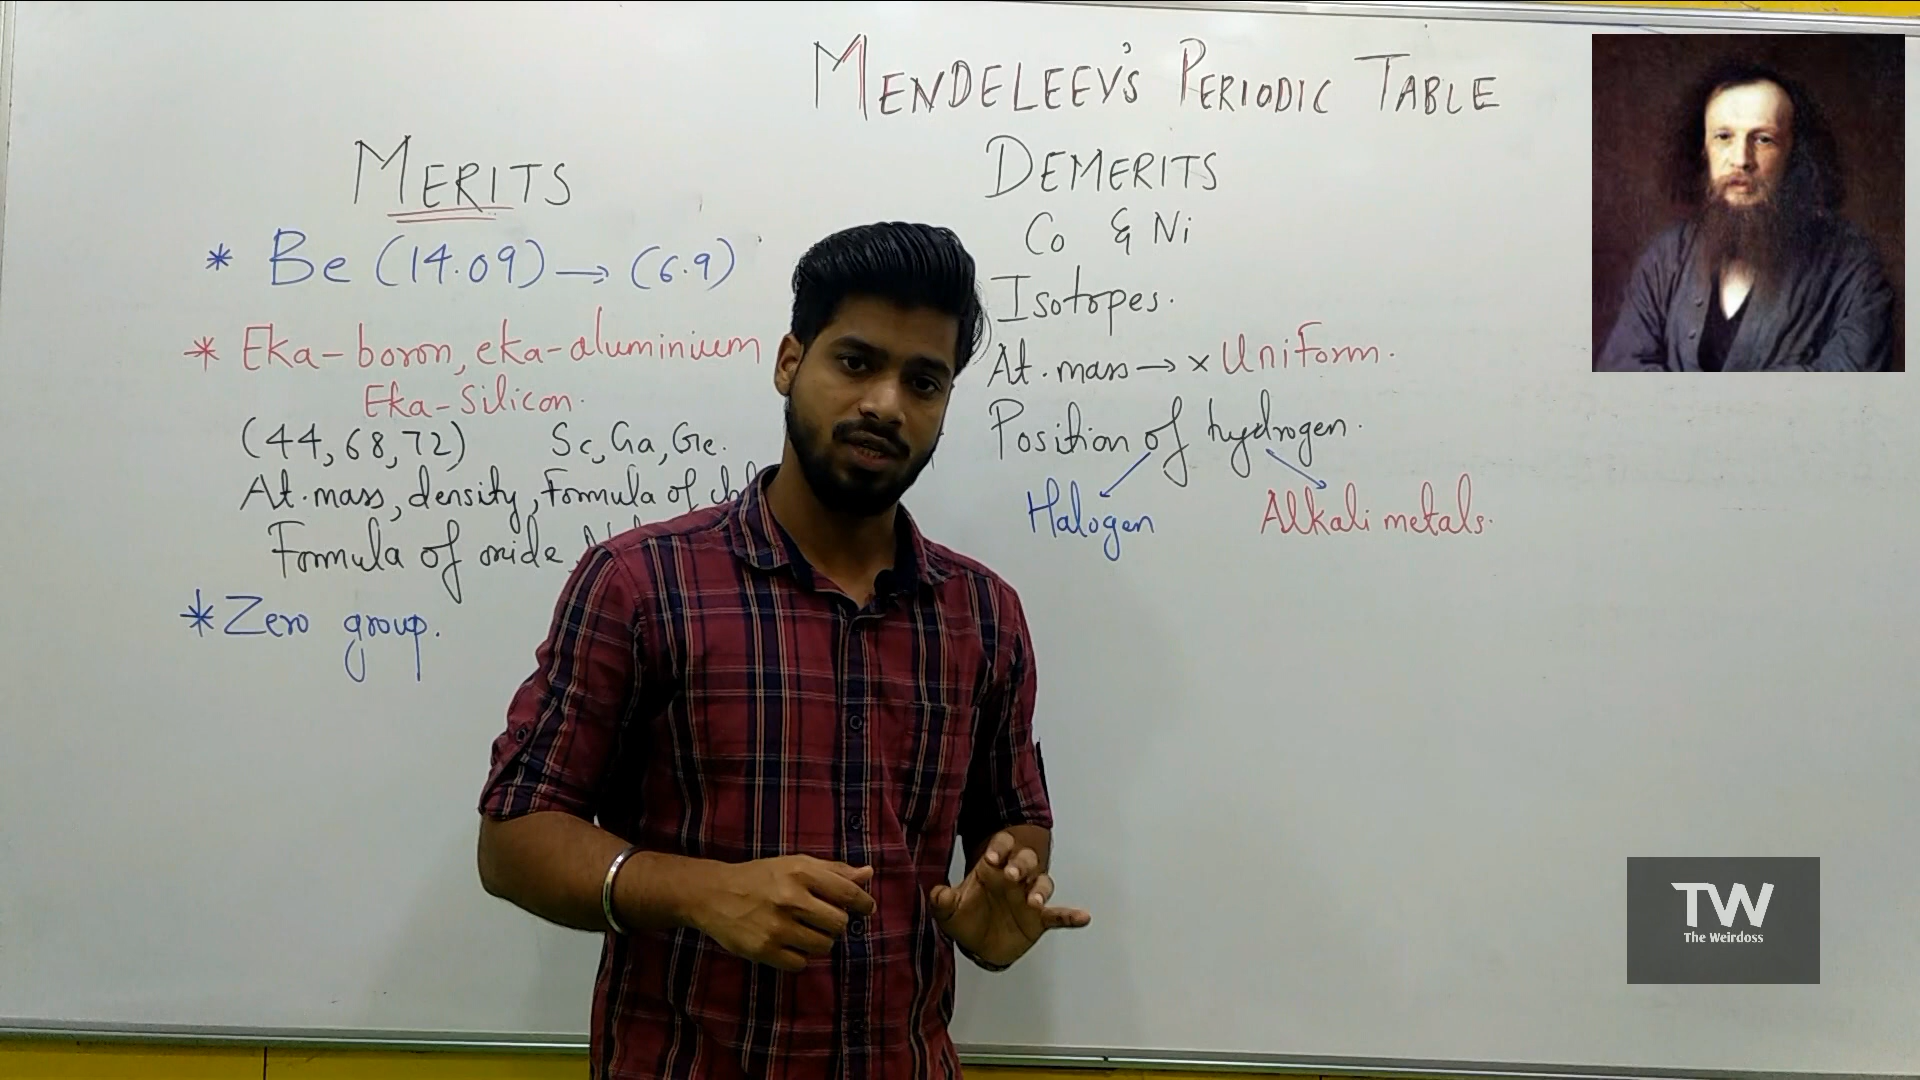 MENDELEEV'S PERIODIC TABLE
MERITS
* Be (14.09) → (6.9)
* Eka-boron, eka-aluminium
Eka-Silicon.
(44, 68, 72) Sc, Ga, Ge.
At. mass, density, Formula of
Formula of oxide,
* Zero group.
DEMERITS
Co & Ni
Isotopes.
At. mass → × Uniform.
Position of hydrogen.
Halogen Alkali metals.
TW
The Weirdoss